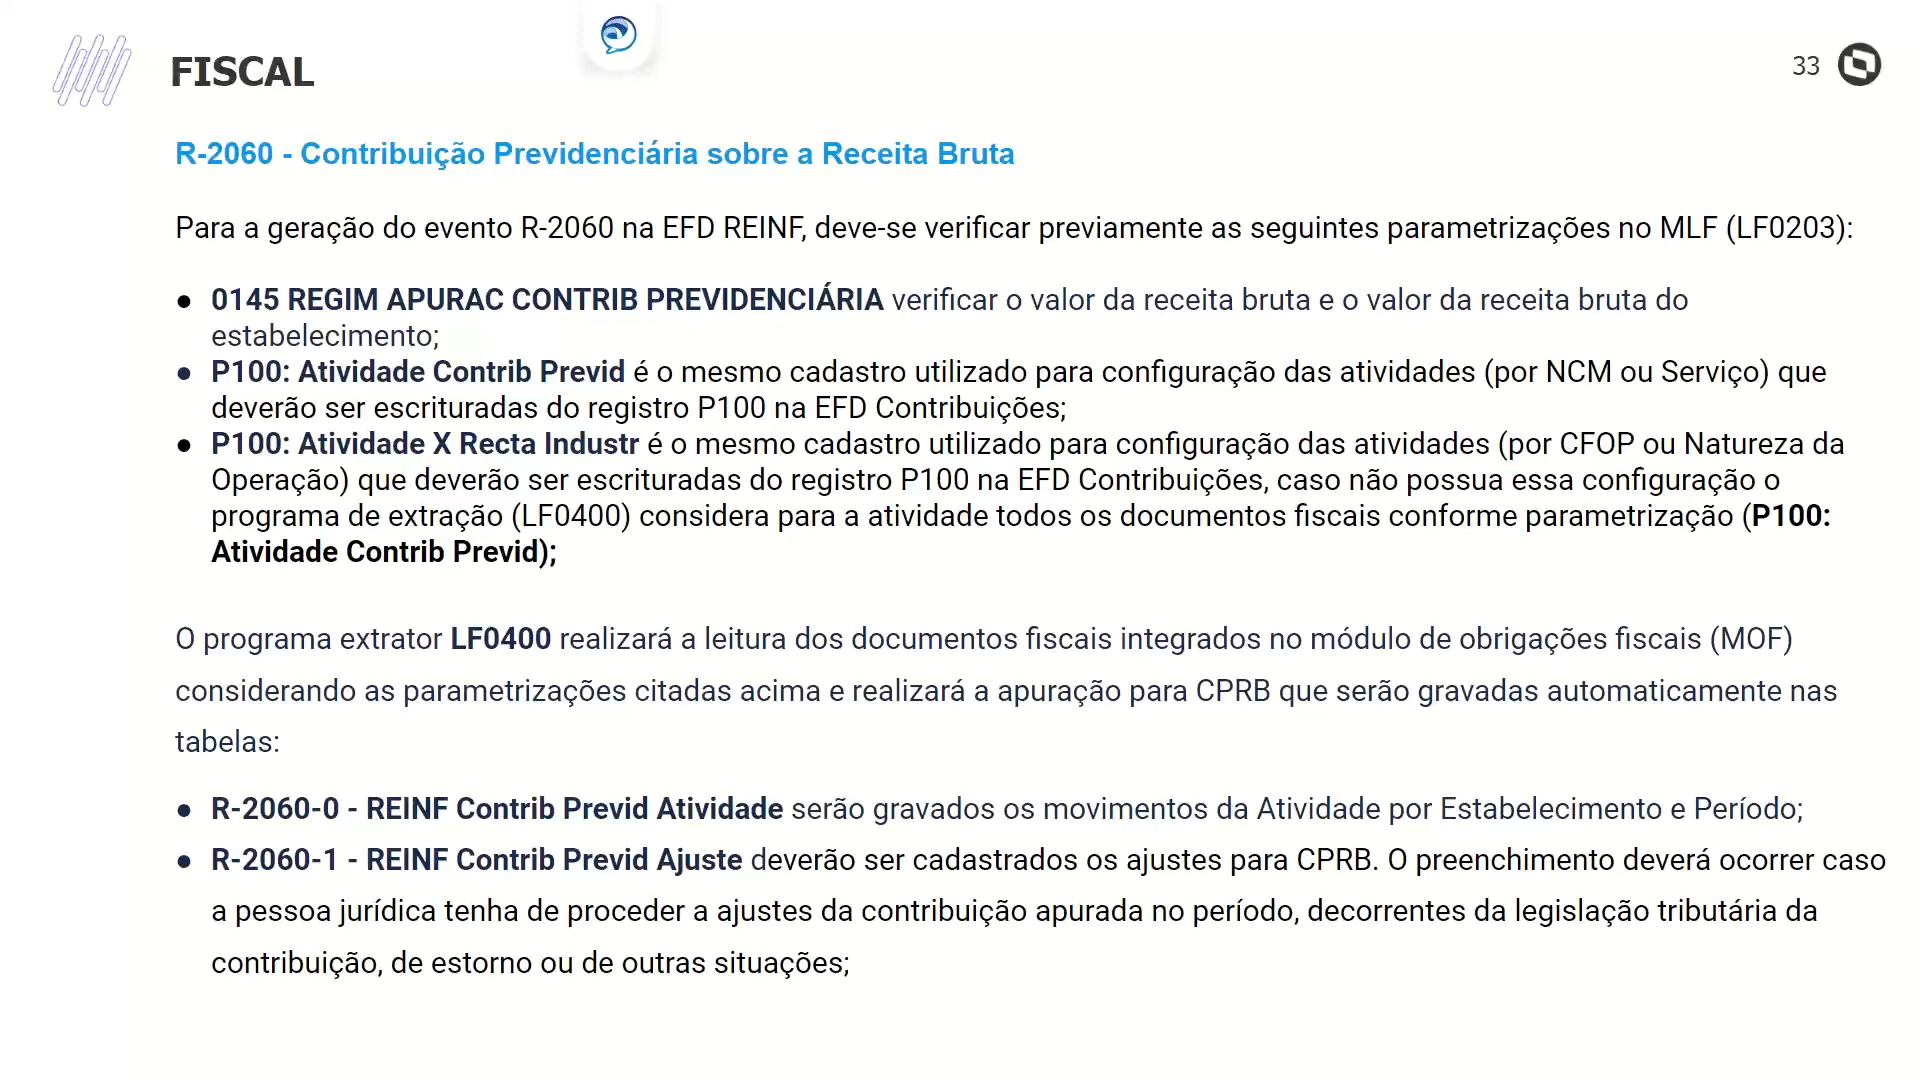 FISCAL
33
R-2060 - Contribuição Previdenciária sobre a Receita Bruta
Para a geração do evento R-2060 na EFD REINF, deve-se verificar previamente as seguintes parametrizações no MLF (LF0203):
● 0145 REGIM APURAC CONTRIB PREVIDENCIÁRIA verificar o valor da receita bruta e o valor da receita bruta do
estabelecimento;
● P100: Atividade Contrib Previd é o mesmo cadastro utilizado para configuração das atividades (por NCM ou Serviço) que
deverão ser escrituradas do registro P100 na EFD Contribuições;
● P100: Atividade X Recta Industr é o mesmo cadastro utilizado para configuração das atividades (por CFOP ou Natureza da
Operação) que deverão ser escrituradas do registro P100 na EFD Contribuições, caso não possua essa configuração o
programa de extração (LF0400) considera para a atividade todos os documentos fiscais conforme parametrização (P100:
Atividade Contrib Previd);
O programa extrator LF0400 realizará a leitura dos documentos fiscais integrados no módulo de obrigações fiscais (MOF)
considerando as parametrizações citadas acima e realizará a apuração para CPRB que serão gravadas automaticamente nas
tabelas:
● R-2060-0 - REINF Contrib Previd Atividade serão gravados os movimentos da Atividade por Estabelecimento e Período;
● R-2060-1 - REINF Contrib Previd Ajuste deverão ser cadastrados os ajustes para CPRB. O preenchimento deverá ocorrer caso
a pessoa jurídica tenha de proceder a ajustes da contribuição apurada no período, decorrentes da legislação tributária da
contribuição, de estorno ou de outras situações;